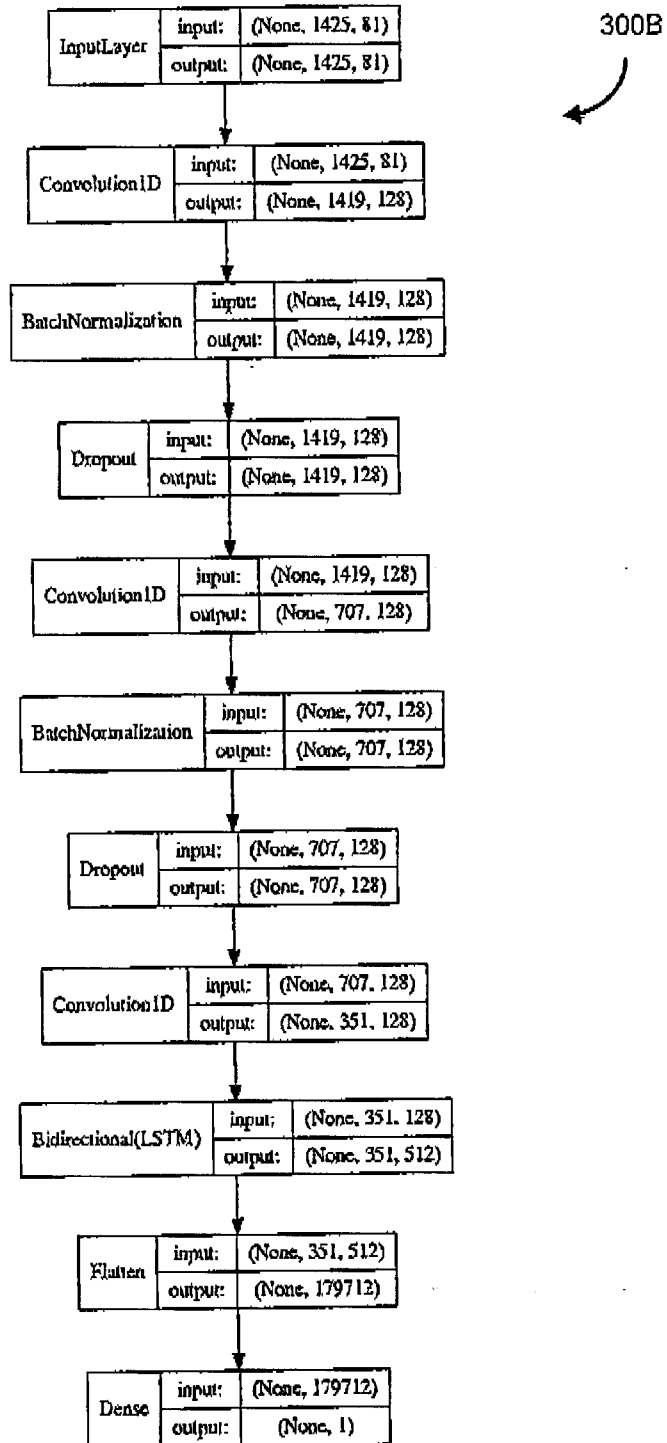 300B
InputLayer
input: (None, 1425, 81)
output: (None, 1425, 81)
Convolution1D
input: (None, 1425, 81)
output: (None, 1419, 128)
BatchNormalization
input: (None, 1419, 128)
output: (None, 1419, 128)
Dropout
input: (None, 1419, 128)
output: (None, 1419, 128)
Convolution1D
input: (None, 1419, 128)
output: (None, 707, 128)
BatchNormalization
input: (None, 707, 128)
output: (None, 707, 128)
Dropout
input: (None, 707, 128)
output: (None, 707, 128)
Convolution1D
input: (None, 707, 128)
output: (None, 351, 128)
Bidirectional(LSTM)
input: (None, 351, 128)
output: (None, 351, 512)
Flatten
input: (None, 351, 512)
output: (None, 179712)
Dense
input: (None, 179712)
output: (None, 1)